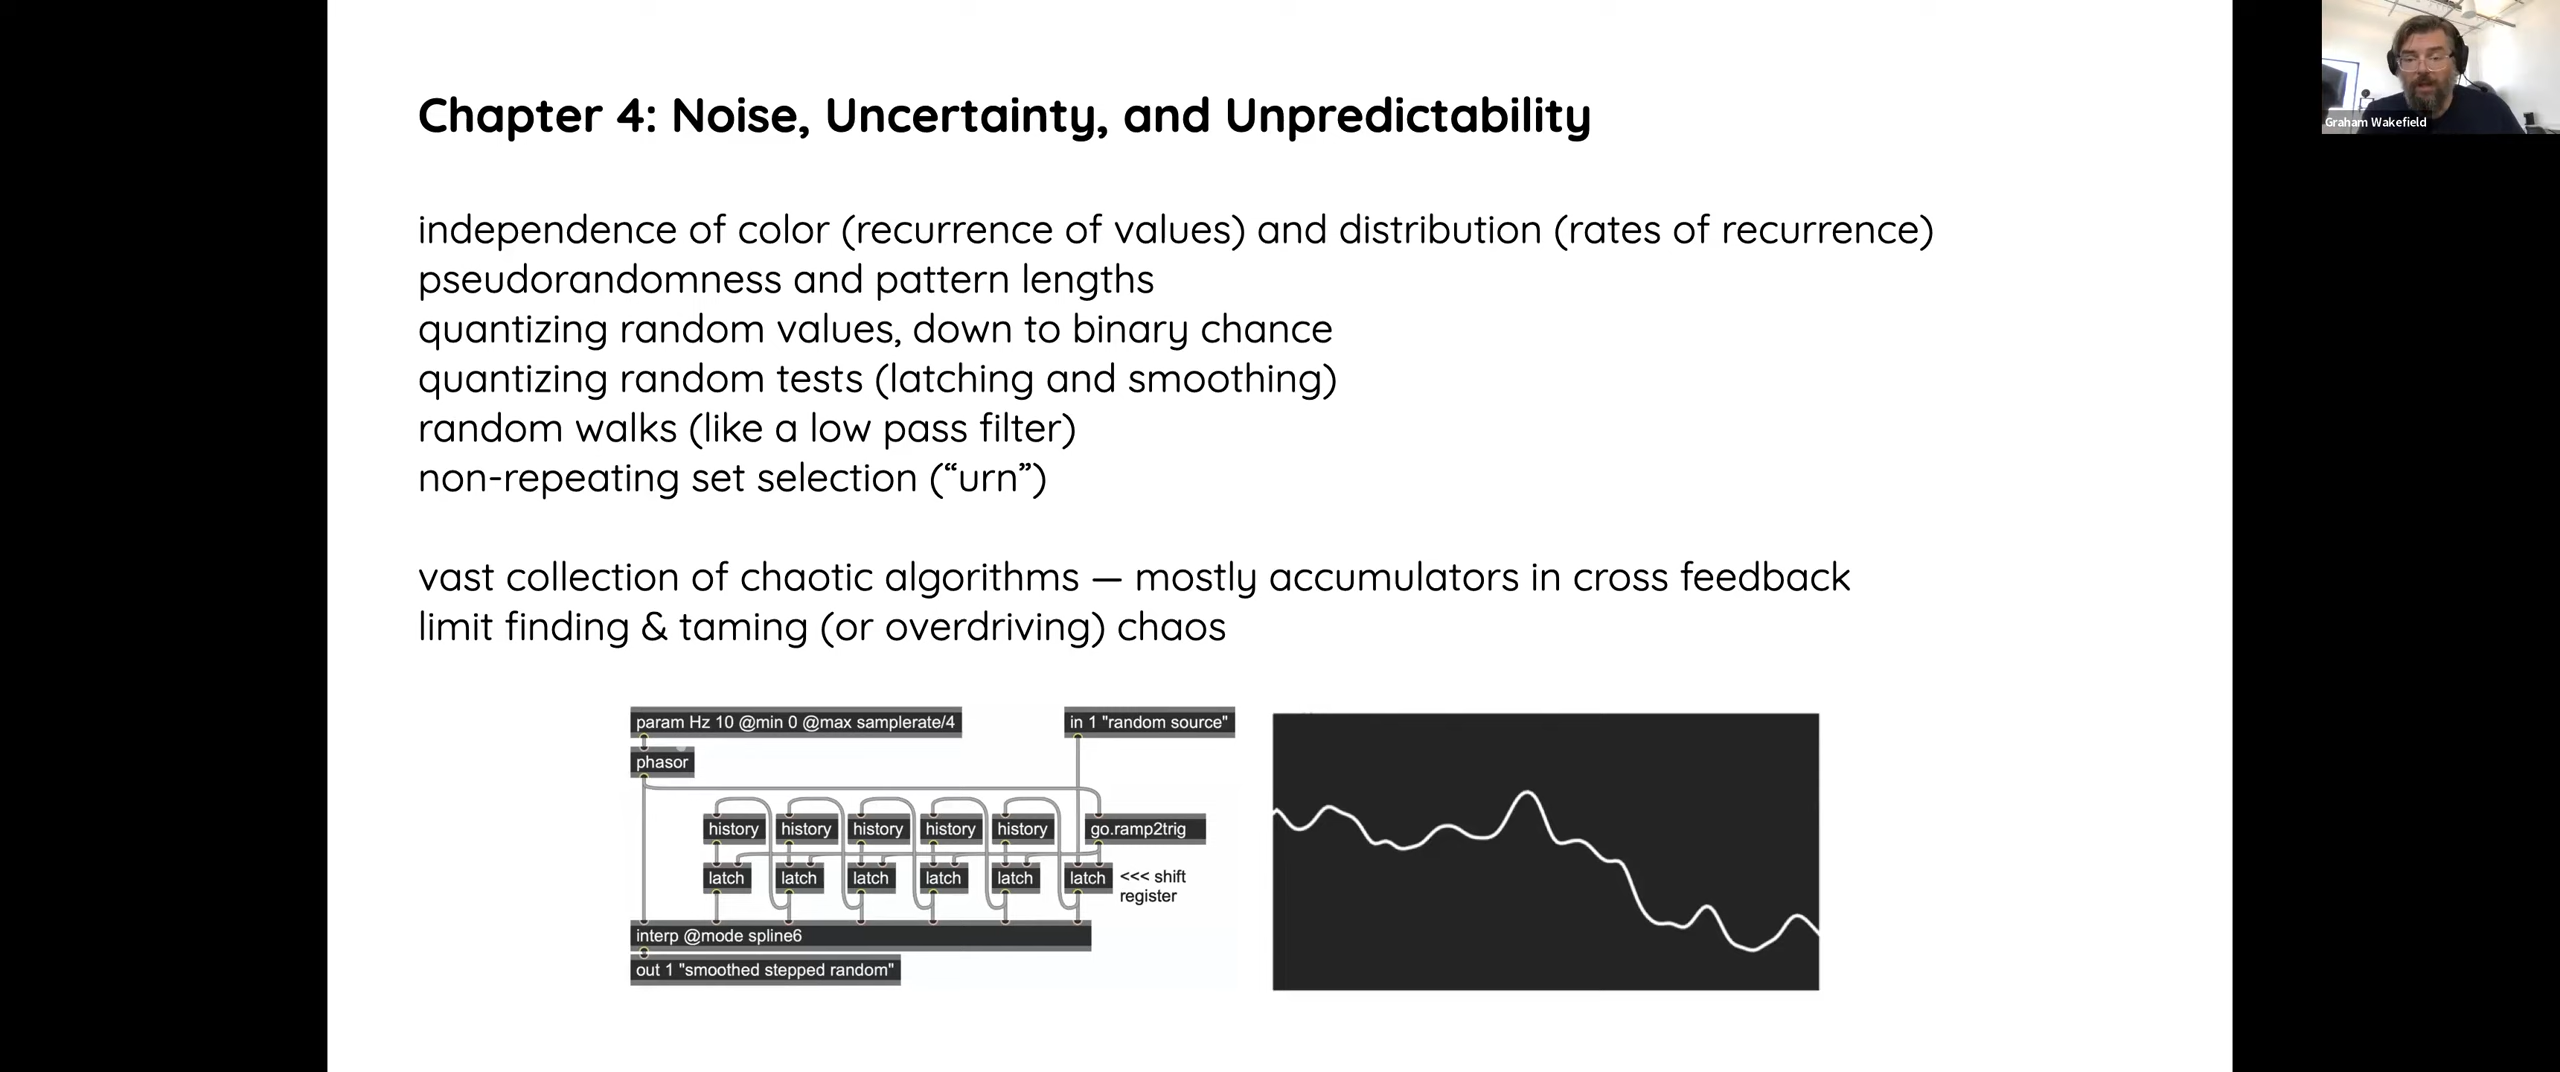 Chapter 4: Noise, Uncertainty, and Unpredictability
Graham Wakefield
independence of color (recurrence of values) and distribution (rates of recurrence)
pseudorandomness and pattern lengths
quantizing random values, down to binary chance
quantizing random tests (latching and smoothing)
random walks (like a low pass filter)
non-repeating set selection (“urn”)
vast collection of chaotic algorithms — mostly accumulators in cross feedback
limit finding & taming (or overdriving) chaos
param Hz 10 @min 0 @max samplerate/4
in 1 "random source"
phasor
history history history history history go.ramp2trig
latch latch latch latch latch latch <<< shift
register
interp @mode spline6
out 1 "smoothed stepped random"